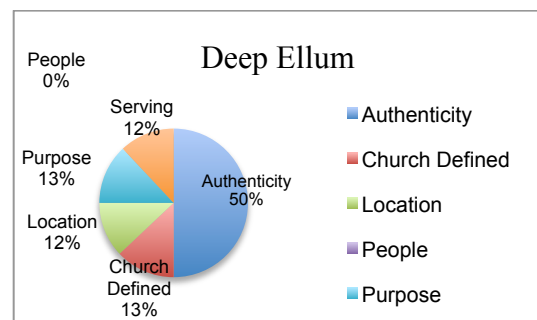 Deep Ellum
People
0%
Serving
12%
Purpose
13%
Location
12%
Church
Defined
13%
Authenticity
50%
Authenticity
Church Defined
Location
People
Purpose